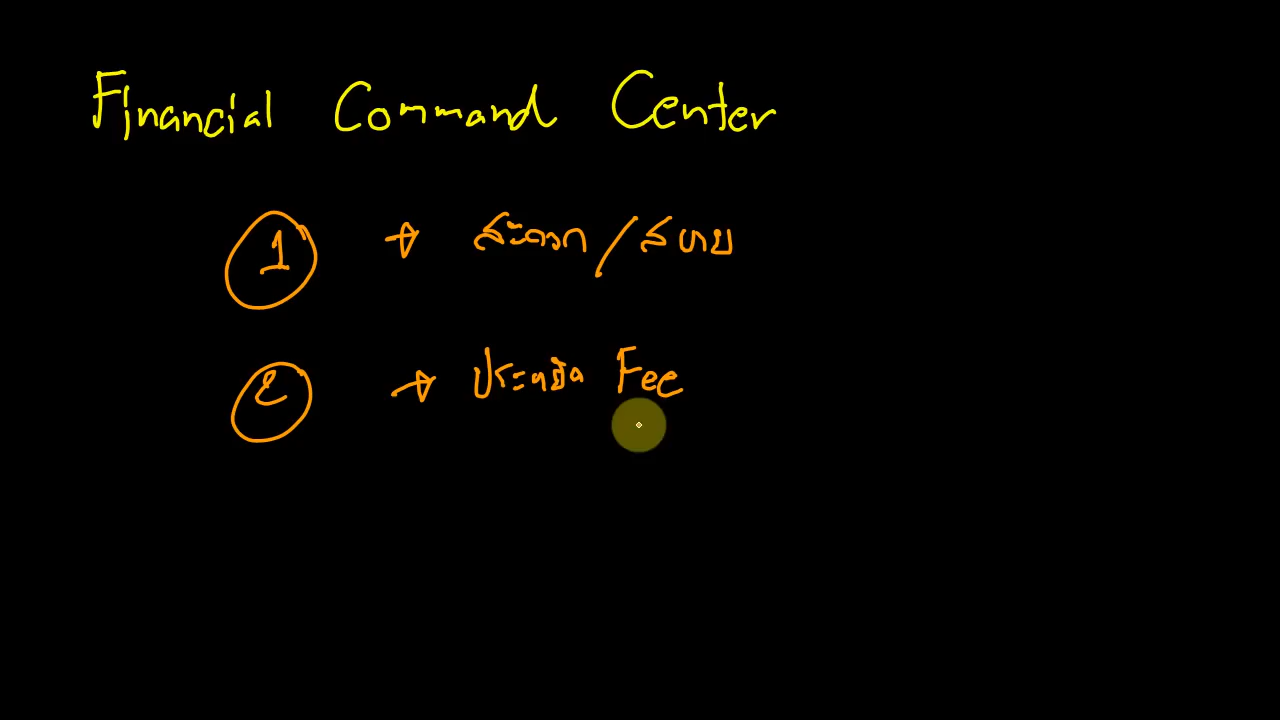 Financial Command Center
1 → สะดวก / สบาย
2 → ประหยัด Fee